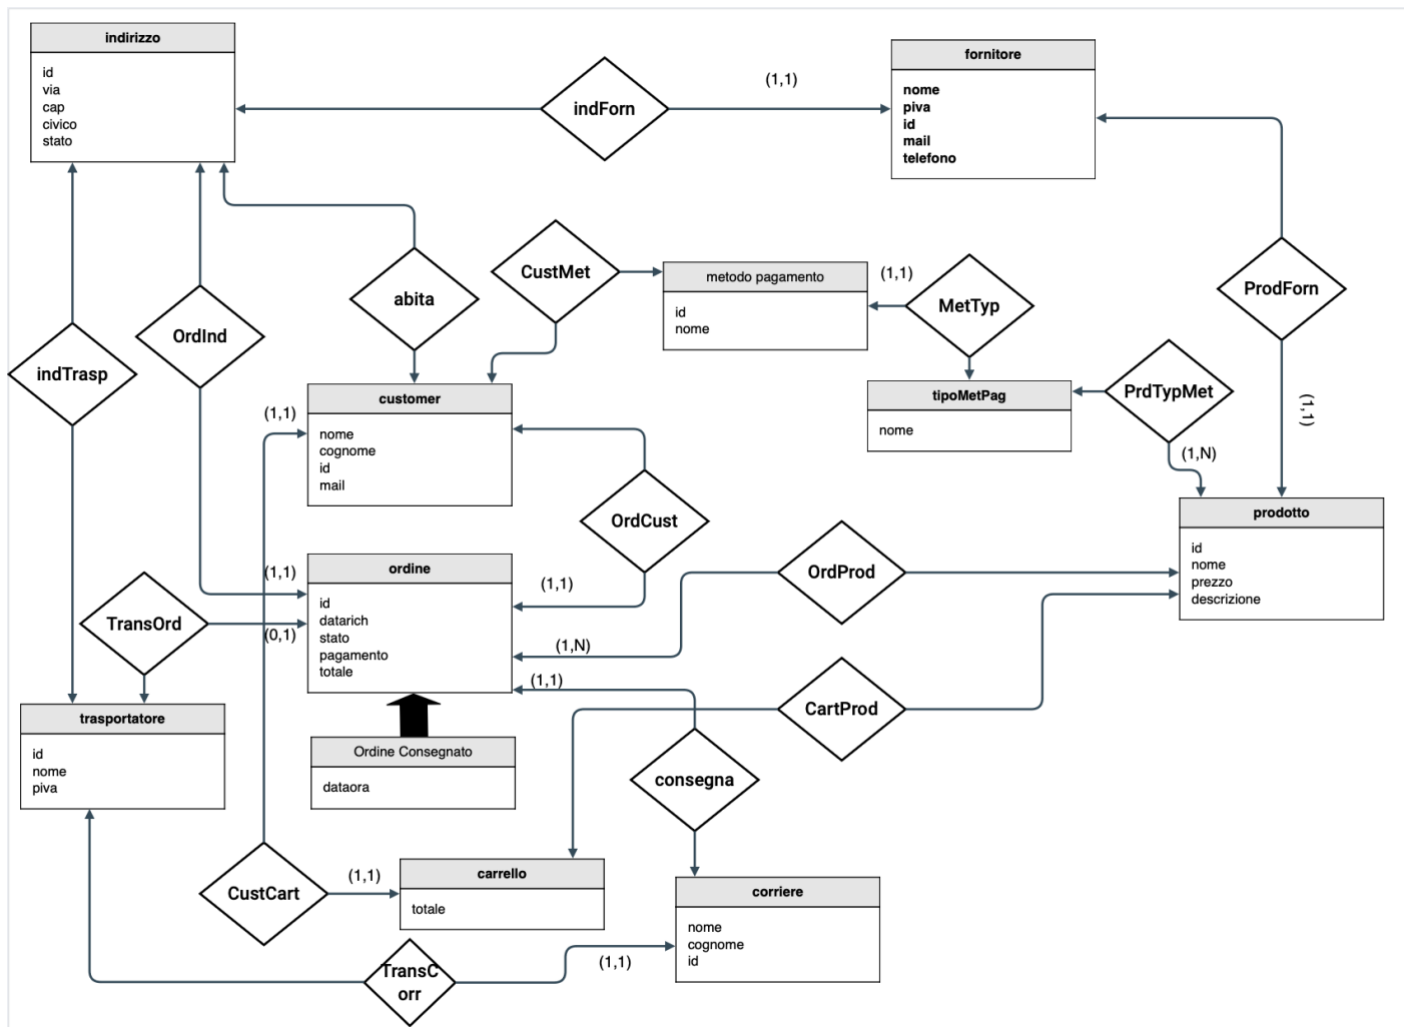 indirizzo
id
via
cap
civico
stato
indForn
(1,1)
fornitore
nome
piva
id
mail
telefono
CustMet
metodo pagamento
id
nome
(1,1)
MetTyp
ProdForn
abita
OrdInd
indTrasp
tipoMetPag
nome
PrdTypMet
(1,1)
(1,N)
customer
nome
cognome
id
mail
(1,1)
OrdCust
(1,1)
prodotto
id
nome
prezzo
descrizione
ordine
id
datarich
stato
pagamento
totale
(1,1)
(0,1)
TransOrd
OrdProd
(1,N)
(1,1)
CartProd
trasportatore
id
nome
piva
Ordine Consegnato
dataora
consegna
CustCart
(1,1)
carrello
totale
corriere
nome
cognome
id
TransC
orr
(1,1)